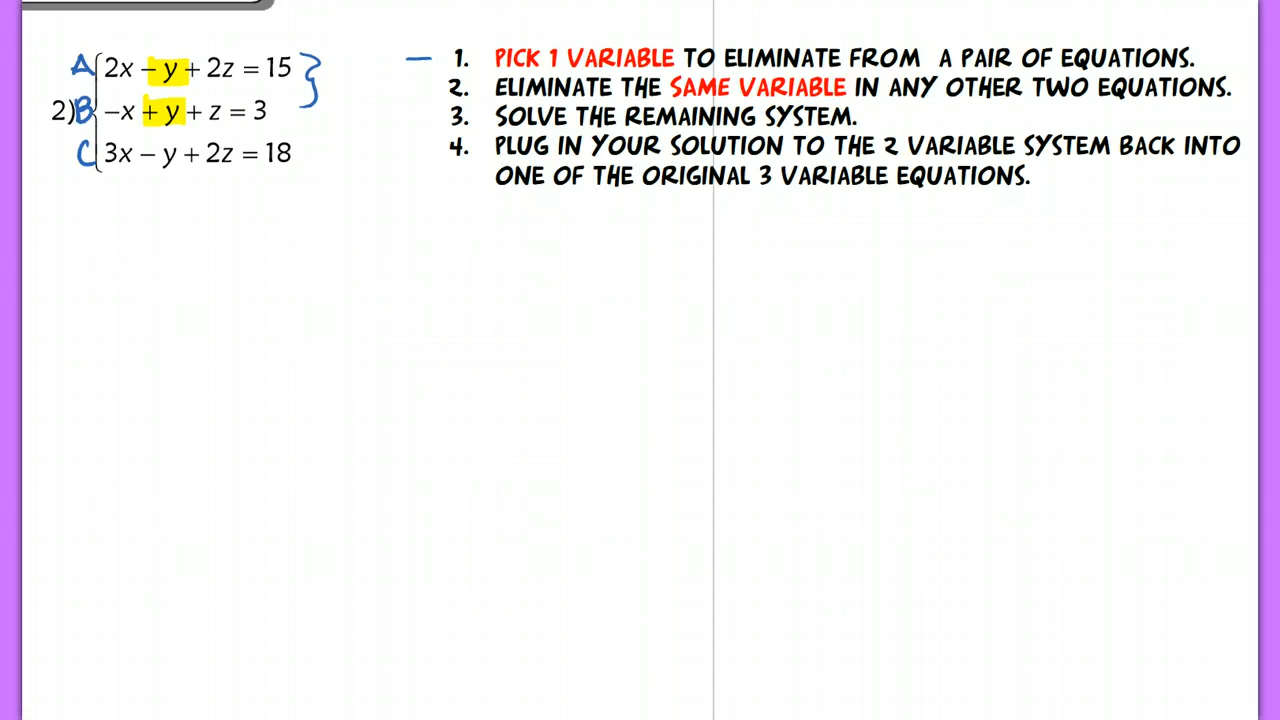 A 2x − y + 2z = 15
2) B −x + y + z = 3
C 3x − y + 2z = 18
— 1. PICK 1 VARIABLE TO ELIMINATE FROM A PAIR OF EQUATIONS.
2. ELIMINATE THE SAME VARIABLE IN ANY OTHER TWO EQUATIONS.
3. SOLVE THE REMAINING SYSTEM.
4. PLUG IN YOUR SOLUTION TO THE 2 VARIABLE SYSTEM BACK INTO
ONE OF THE ORIGINAL 3 VARIABLE EQUATIONS.